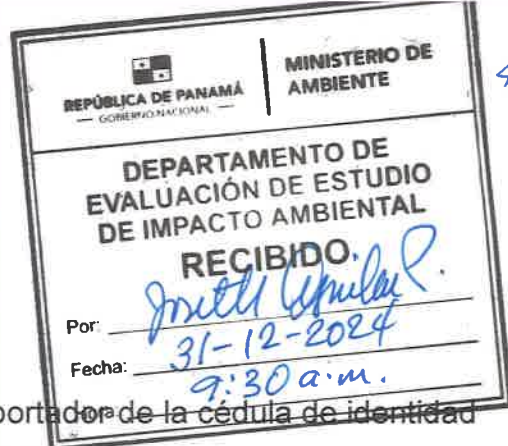 REPÚBLICA DE PANAMÁ
— GOBIERNO NACIONAL —
MINISTERIO DE
AMBIENTE
DEPARTAMENTO DE
EVALUACIÓN DE ESTUDIO
DE IMPACTO AMBIENTAL
RECIBIDO
Por:
Fecha: 31-12-2024
Hora: 9:30 a.m.
portador de la cédula de identidad